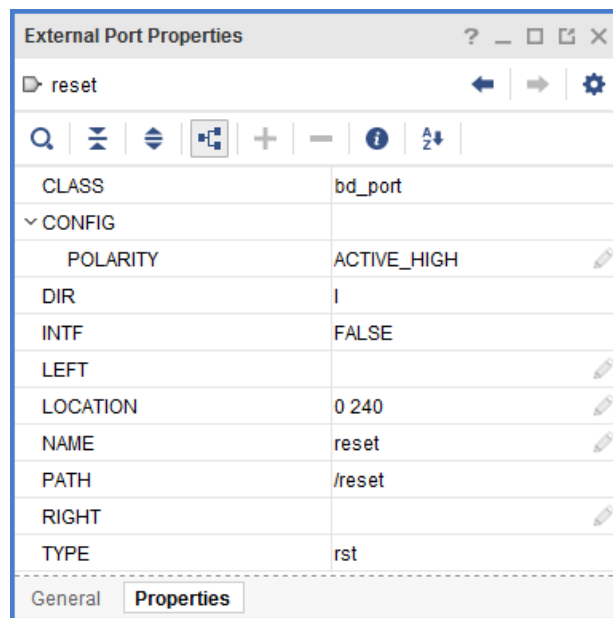 External Port Properties
reset
CLASS bd_port
CONFIG
POLARITY ACTIVE_HIGH
DIR I
INTF FALSE
LEFT
LOCATION 0 240
NAME reset
PATH /reset
RIGHT
TYPE rst
General Properties